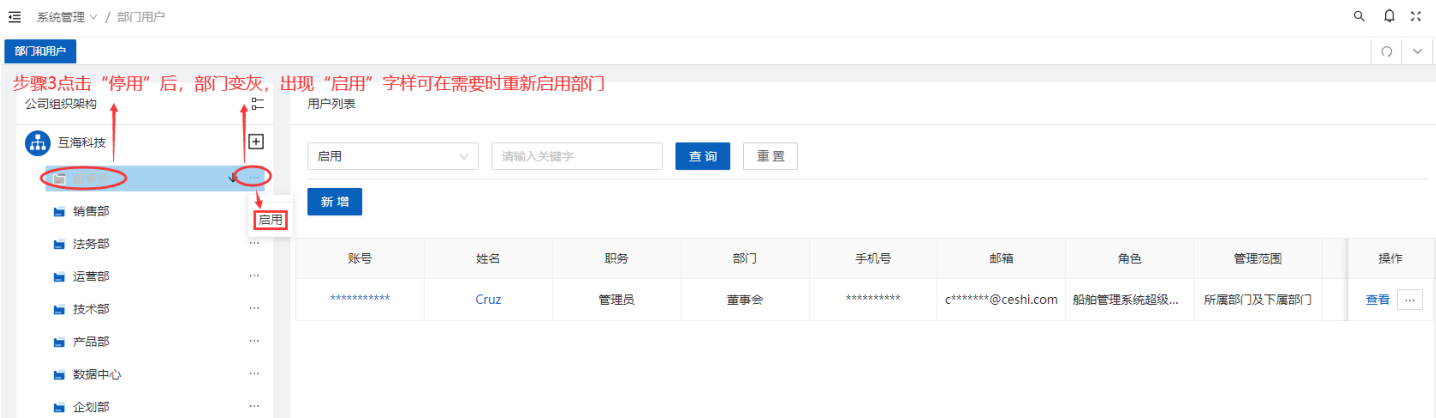 系统管理 / 部门用户
部门和用户
步骤3点击“停用”后，部门变灰，出现“启用”字样可在需要时重新启用部门
公司组织架构
用户列表
互海科技
启用 请输入关键字 查询 重置
新增
销售部
启用
法务部
运营部
技术部
产品部
数据中心
企划部
账号 姓名 职务 部门 手机号 邮箱 角色 管理范围 操作
*********** Cruz 管理员 董事会 ********** c*******@ceshi.com 船舶管理系统超级... 所属部门及下属部门 查看 ...